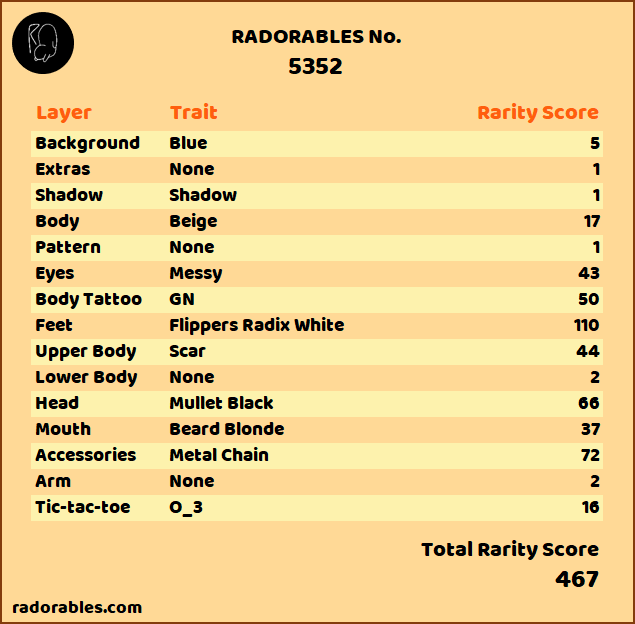 RADORABLES No.
5352
Layer Trait Rarity Score
Background Blue 5
Extras None 1
Shadow Shadow 1
Body Beige 17
Pattern None 1
Eyes Messy 43
Body Tattoo GN 50
Feet Flippers Radix White 110
Upper Body Scar 44
Lower Body None 2
Head Mullet Black 66
Mouth Beard Blonde 37
Accessories Metal Chain 72
Arm None 2
Tic-tac-toe O_3 16
Total Rarity Score
467
radorables.com